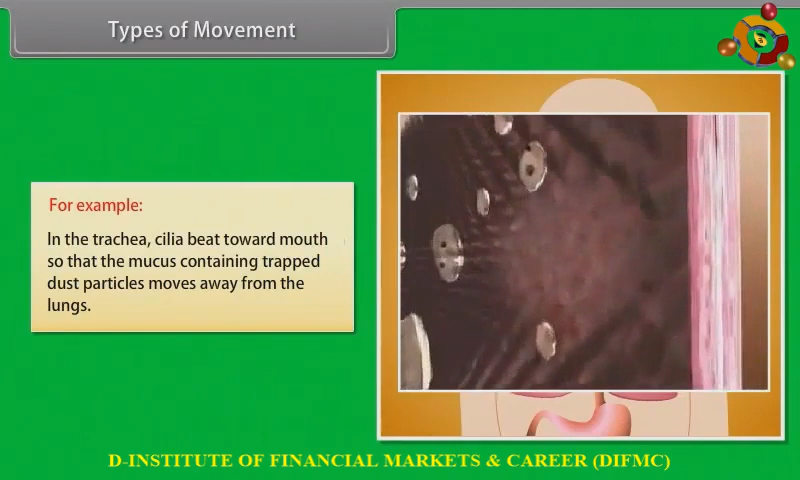 Types of Movement
For example:
In the trachea, cilia beat toward mouth
so that the mucus containing trapped
dust particles moves away from the
lungs.
D-INSTITUTE OF FINANCIAL MARKETS & CAREER (DIFMC)